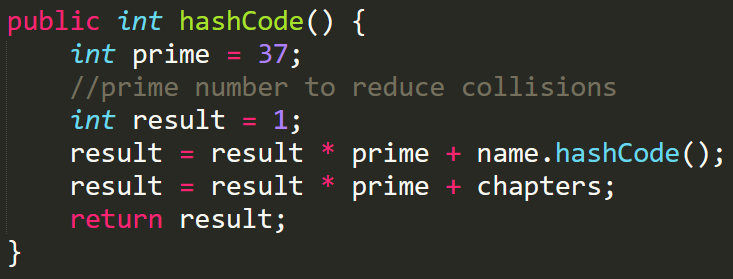 public int hashCode() {
    int prime = 37;
    //prime number to reduce collisions
    int result = 1;
    result = result * prime + name.hashCode();
    result = result * prime + chapters;
    return result;
}